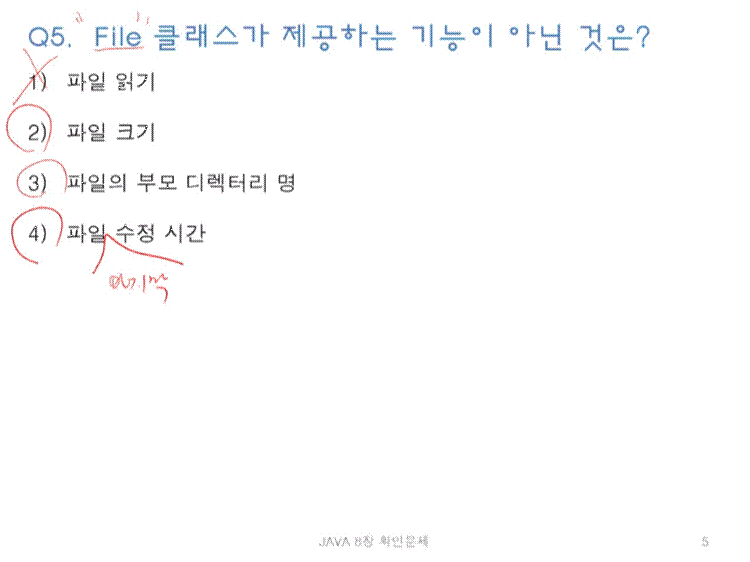 Q5. "File" 클래스가 제공하는 기능이 아닌 것은?
1) 파일 읽기
2) 파일 크기
3) 파일의 부모 디렉터리 명
4) 파일 수정 시간
마지막
JAVA 8장 확인문제
5